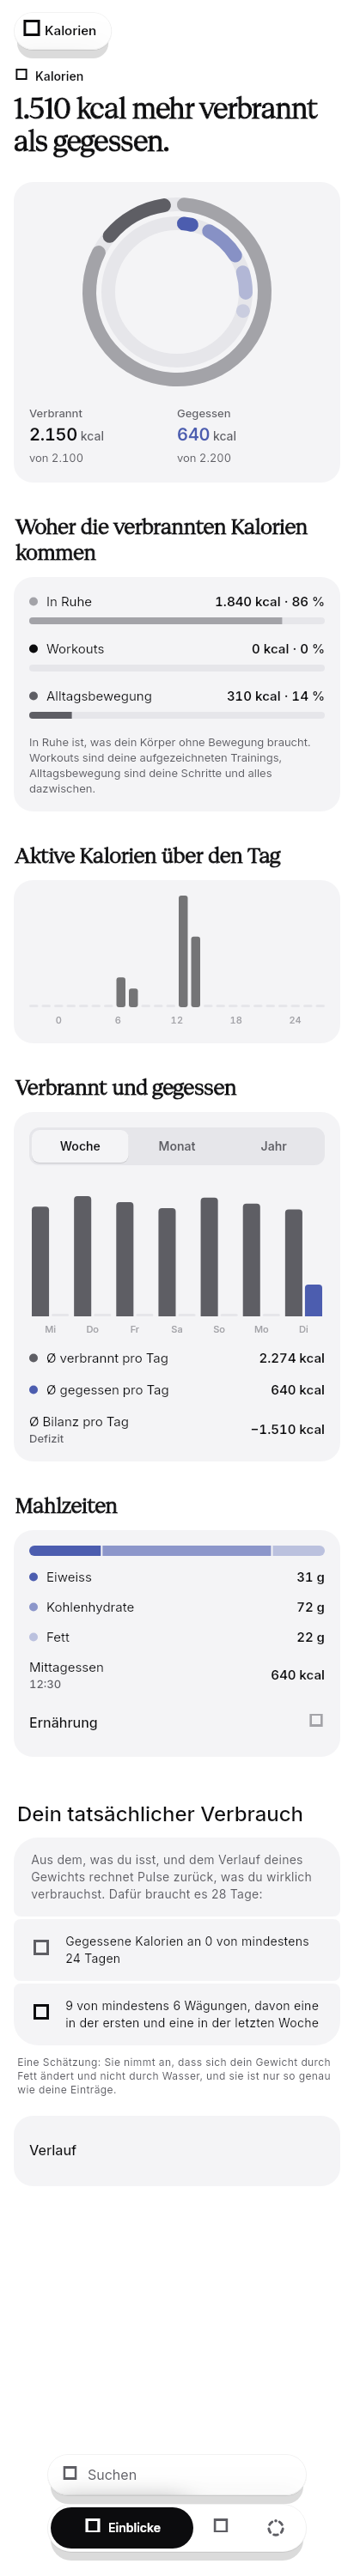 Kalorien
Kalorien
1.510 kcal mehr verbrannt
als gegessen.
Verbrannt
Gegessen
2.150 kcal
640 kcal
von 2.100
von 2.200
Woher die verbrannten Kalorien
kommen
In Ruhe
1.840 kcal · 86 %
Workouts
0 kcal · 0 %
Alltagsbewegung
310 kcal · 14 %
In Ruhe ist, was dein Körper ohne Bewegung braucht.
Workouts sind deine aufgezeichneten Trainings,
Alltagsbewegung sind deine Schritte und alles
dazwischen.
Aktive Kalorien über den Tag
0 6 12 18 24
Verbrannt und gegessen
Woche Monat Jahr
Mi Do Fr Sa So Mo Di
Ø verbrannt pro Tag
2.274 kcal
Ø gegessen pro Tag
640 kcal
Ø Bilanz pro Tag
−1.510 kcal
Defizit
Mahlzeiten
Eiweiss
31 g
Kohlenhydrate
72 g
Fett
22 g
Mittagessen
640 kcal
12:30
Ernährung
Dein tatsächlicher Verbrauch
Aus dem, was du isst, und dem Verlauf deines
Gewichts rechnet Pulse zurück, was du wirklich
verbrauchst. Dafür braucht es 28 Tage:
Gegessene Kalorien an 0 von mindestens
24 Tagen
9 von mindestens 6 Wägungen, davon eine
in der ersten und eine in der letzten Woche
Eine Schätzung: Sie nimmt an, dass sich dein Gewicht durch
Fett ändert und nicht durch Wasser, und sie ist nur so genau
wie deine Einträge.
Verlauf
Suchen
Einblicke